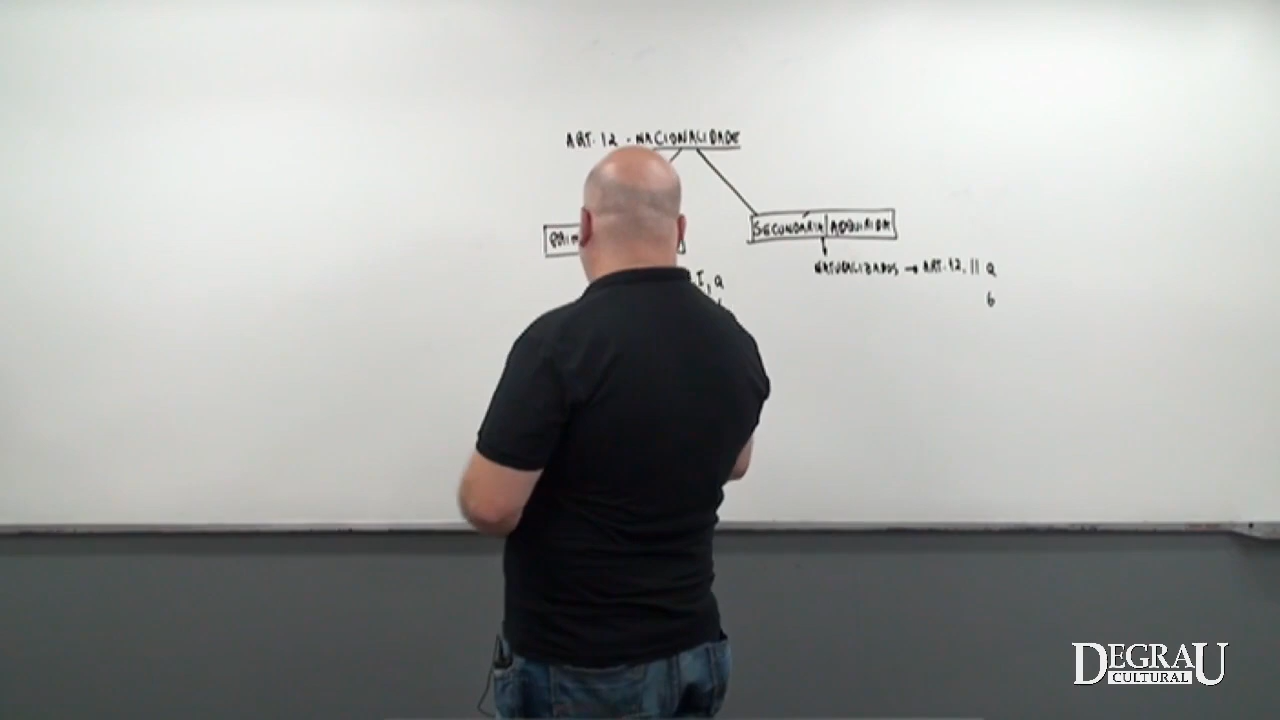 ART. 12 - NACIONALIDADE
SECUNDÁRIA | ADQUIRIDA
NATURALIZADOS → ART. 12, II a
b
I, a
DEGRAU
CULTURAL